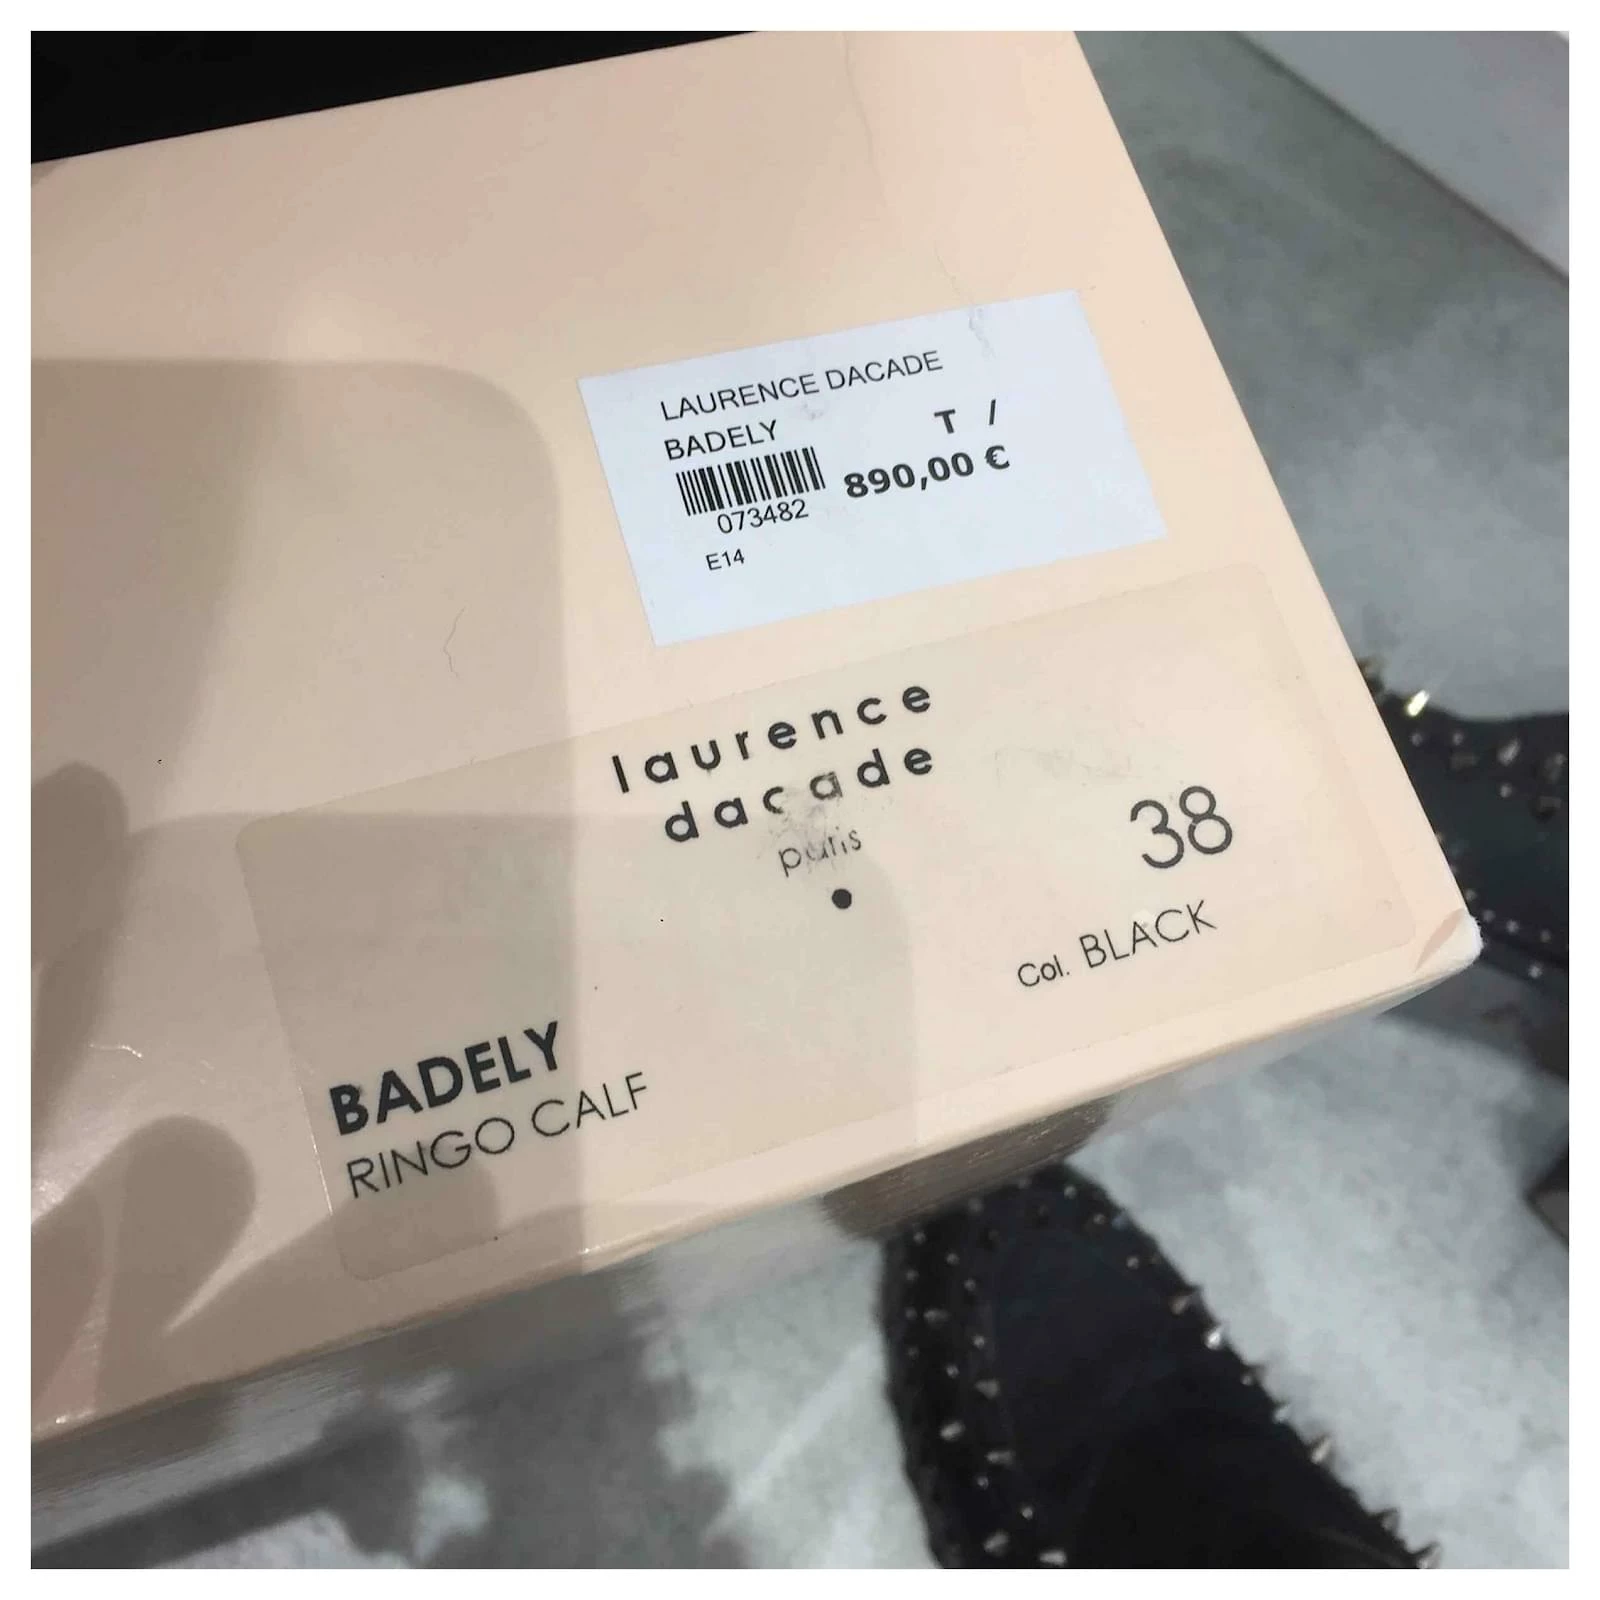 LAURENCE DACADE
BADELY
T /
890,00 €
073482
E14
laurence
dacade
paris
38
Col. BLACK
BADELY
RINGO CALF